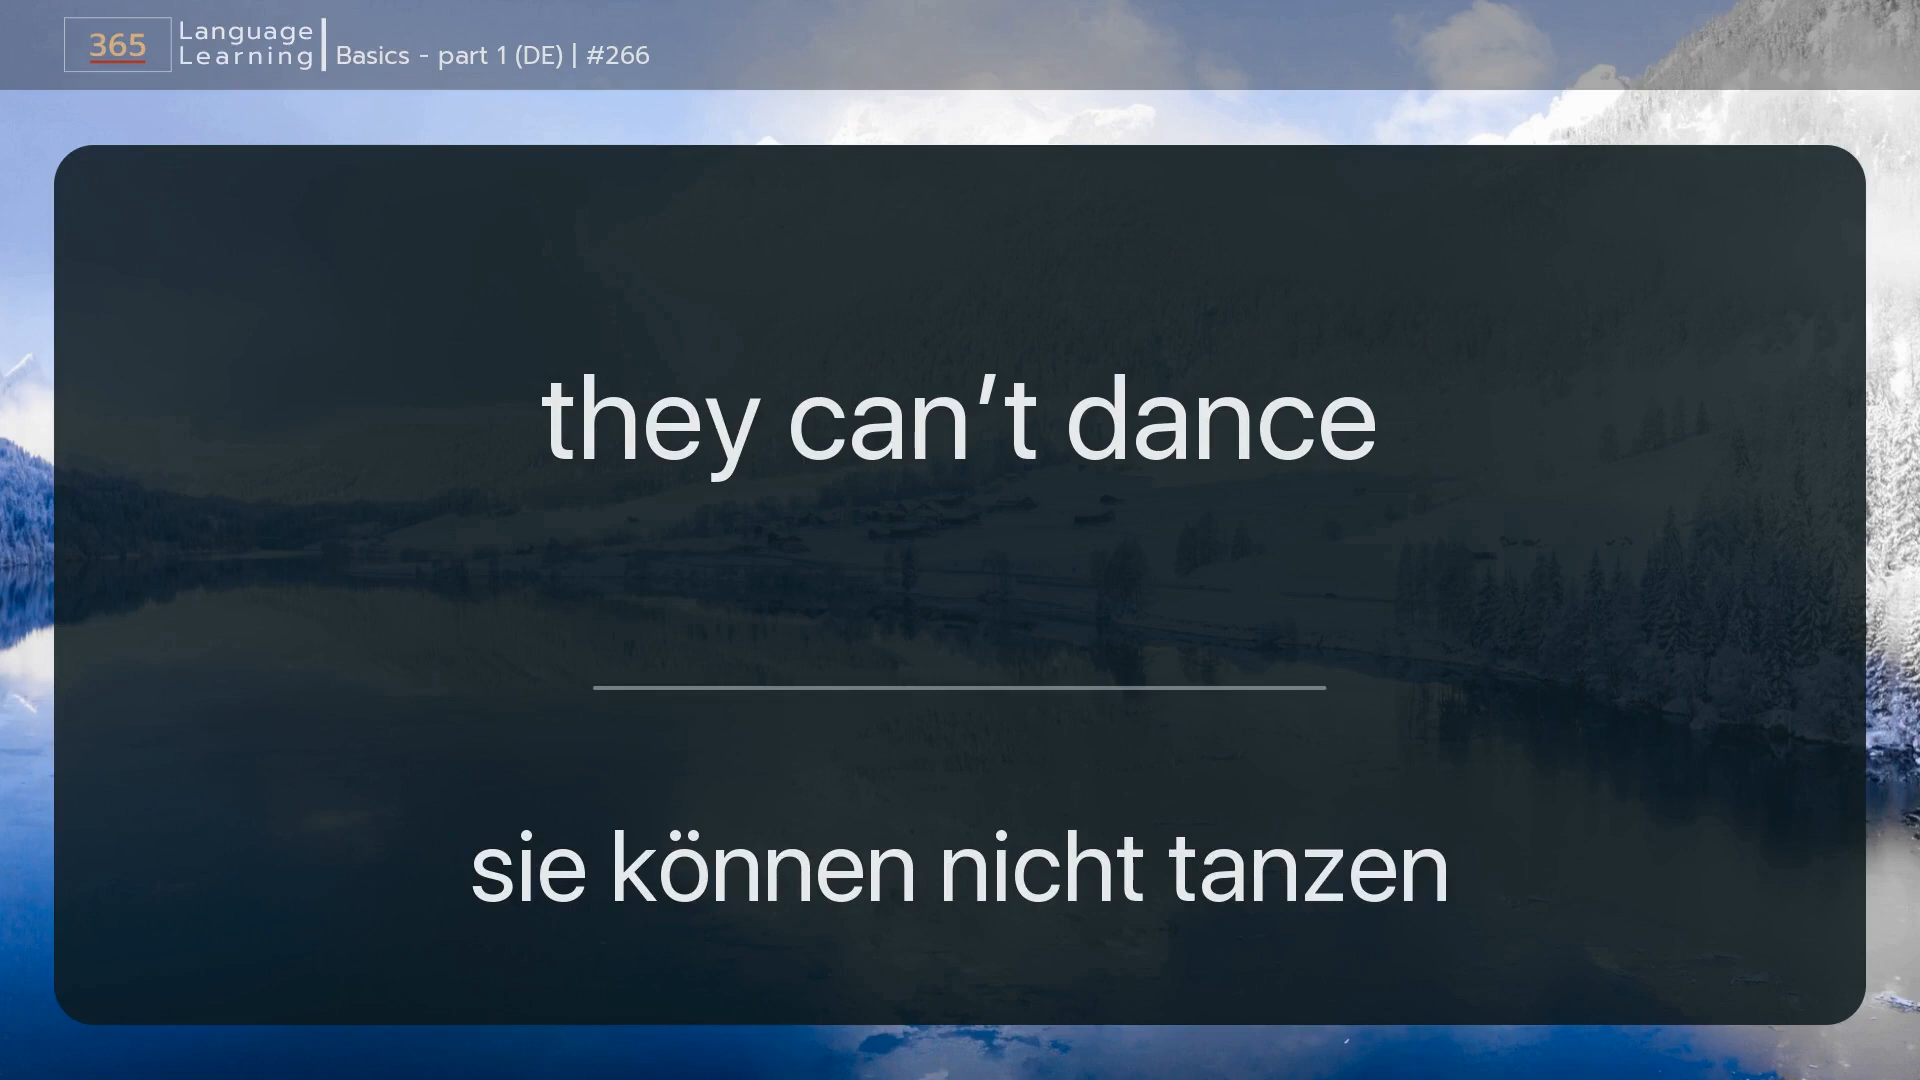 365
Language
Learning
Basics - part 1 (DE) | #266
they can’t dance
sie können nicht tanzen